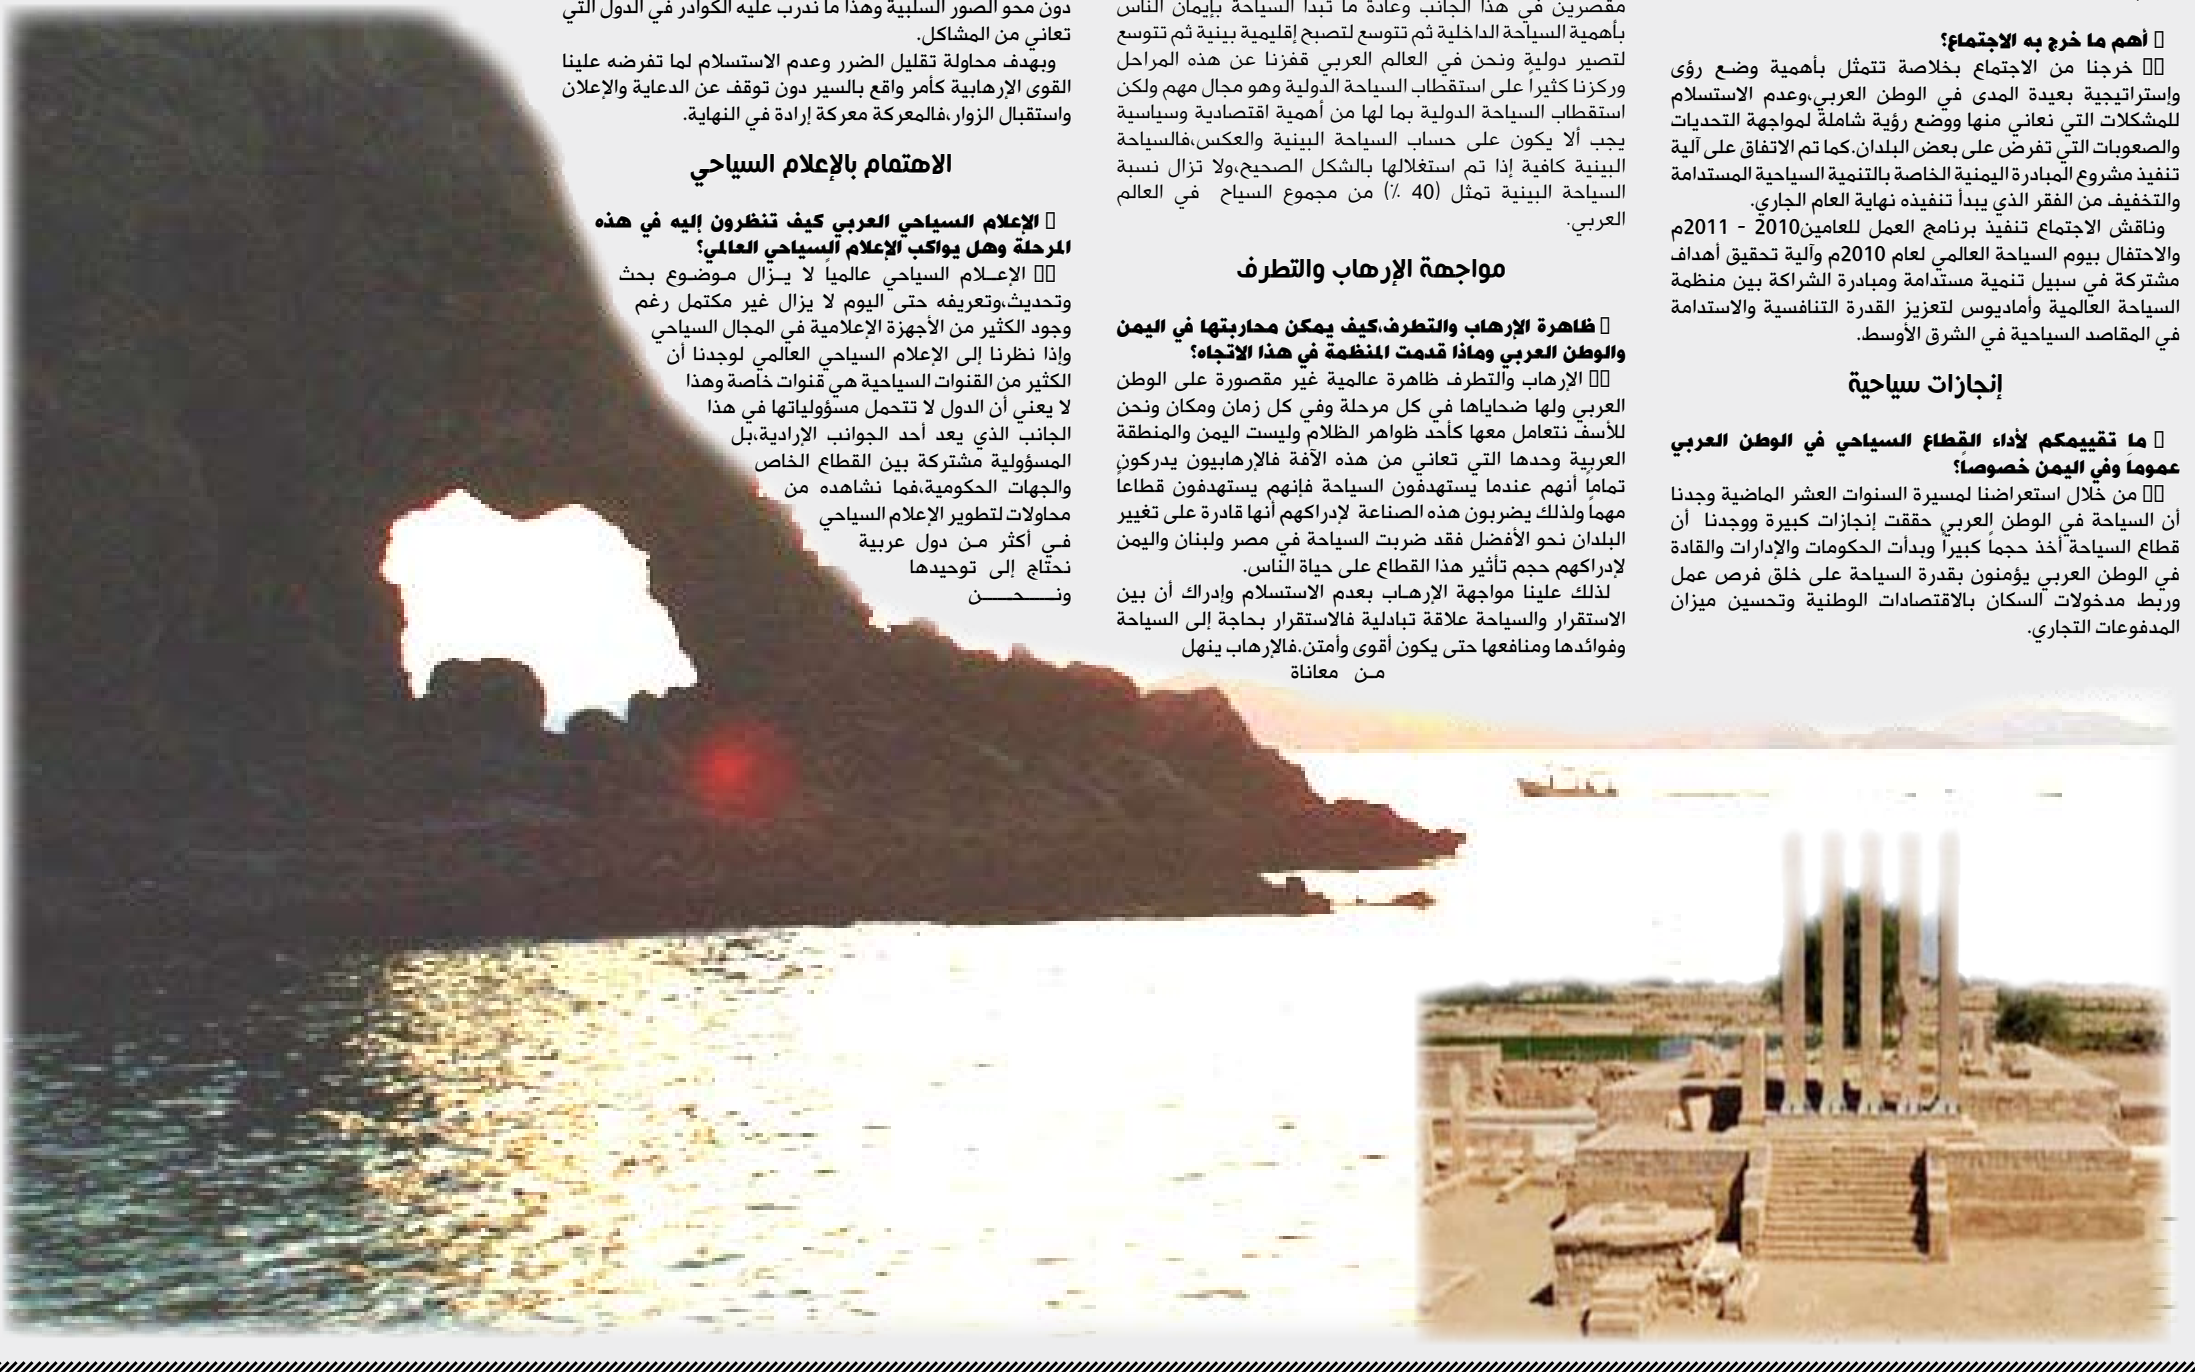 أهم ما خرج به الاجتماع؟
خرجنا من الاجتماع بخلاصة تتمثل بأهمية وضع رؤى
وإستراتيجية بعيدة المدى في الوطن العربي،وعدم الاستسلام
للمشكلات التي نعاني منها ووضع رؤية شاملة لمواجهة التحديات
والصعوبات التي تفرض على بعض البلدان.كما تم الاتفاق على آلية
تنفيذ مشروع المبادرة اليمنية الخاصة بالتنمية السياحية المستدامة
والتخفيف من الفقر الذي يبدأ تنفيذه نهاية العام الجاري.
وناقش الاجتماع تنفيذ برنامج العمل للعامين2010 - 2011م
والاحتفال بيوم السياحة العالمي لعام 2010م وآلية تحقيق أهداف
مشتركة في سبيل تنمية مستدامة ومبادرة الشراكة بين منظمة
السياحة العالمية وأماديوس لتعزيز القدرة التنافسية والاستدامة
في المقاصد السياحية في الشرق الأوسط.
إنجازات سياحية
ما تقييمكم لأداء القطاع السياحي في الوطن العربي
عموماً وفي اليمن خصوصاً؟
من خلال استعراضنا لمسيرة السنوات العشر الماضية وجدنا
أن السياحة في الوطن العربي حققت إنجازات كبيرة ووجدنا أن
قطاع السياحة أخذ حجماً كبيراً وبدأت الحكومات والإدارات والقادة
في الوطن العربي يؤمنون بقدرة السياحة على خلق فرص عمل
وربط مدخولات السكان بالاقتصادات الوطنية وتحسين ميزان
المدفوعات التجاري.
مقصرين في هذا الجانب وعادة ما تبدأ السياحة بإيمان الناس
بأهمية السياحة الداخلية ثم تتوسع لتصبح إقليمية بينية ثم تتوسع
لتصير دولية ونحن في العالم العربي قفزنا عن هذه المراحل
وركزنا كثيراً على استقطاب السياحة الدولية وهو مجال مهم ولكن
استقطاب السياحة الدولية بما لها من أهمية اقتصادية وسياسية
يجب ألا يكون على حساب السياحة البينية والعكس،فالسياحة
البينية كافية إذا تم استغلالها بالشكل الصحيح،ولا تزال نسبة
السياحة البينية تمثل (40 ٪) من مجموع السياح في العالم
العربي.
مواجهة الإرهاب والتطرف
ظاهرة الإرهاب والتطرف،كيف يمكن محاربتها في اليمن
والوطن العربي وماذا قدمت المنظمة في هذا الاتجاه؟
الإرهاب والتطرف ظاهرة عالمية غير مقصورة على الوطن
العربي ولها ضحاياها في كل مرحلة وفي كل زمان ومكان ونحن
للأسف نتعامل معها كأحد ظواهر الظلام وليست اليمن والمنطقة
العربية وحدها التي تعاني من هذه الآفة فالإرهابيون يدركون
تماماً أنهم عندما يستهدفون السياحة فإنهم يستهدفون قطاعاً
مهماً ولذلك يضربون هذه الصناعة لإدراكهم أنها قادرة على تغيير
البلدان نحو الأفضل فقد ضربت السياحة في مصر ولبنان واليمن
لإدراكهم حجم تأثير هذا القطاع على حياة الناس.
لذلك علينا مواجهة الإرهـاب بعدم الاستسلام وإدراك أن بين
الاستقرار والسياحة علاقة تبادلية فالاستقرار بحاجة إلى السياحة
وفوائدها ومنافعها حتى يكون أقوى وأمتن.فالإرهاب ينهل
مـن معاناة
دون محو الصور السلبية وهذا ما ندرب عليه الكوادر في الدول التي
تعاني من المشاكل.
وبهدف محاولة تقليل الضرر وعدم الاستسلام لما تفرضه علينا
القوى الإرهابية كأمر واقع بالسير دون توقف عن الدعاية والإعلان
واستقبال الزوار،فالمعركة معركة إرادة في النهاية.
الاهتمام بالإعلام السياحي
الإعلام السياحي العربي كيف تنظرون إليه في هذه
المرحلة وهل يواكب الإعلام السياحي العالمي؟
الإعــلام السياحي عالمياً لا يــزال مـوضـوع بحث
وتحديث،وتعريفه حتى اليوم لا يزال غير مكتمل رغم
وجود الكثير من الأجهزة الإعلامية في المجال السياحي
وإذا نظرنا إلى الإعلام السياحي العالمي لوجدنا أن
الكثير من القنوات السياحية هي قنوات خاصة وهذا
لا يعني أن الدول لا تتحمل مسؤولياتها في هذا
الجانب الذي يعد أحد الجوانب الإرادية،بل
المسؤولية مشتركة بين القطاع الخاص
والجهات الحكومية،فما نشاهده من
محاولات لتطوير الإعلام السياحي
فـي أكثر مـن دول عربية
نحتاج إلى توحيدها
ونـــــحـــــن